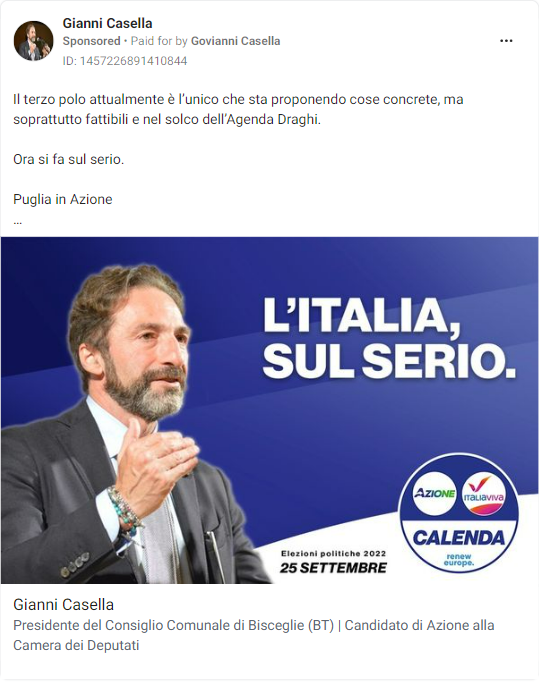 Gianni Casella
Sponsored • Paid for by Govianni Casella
ID: 1457226891410844
Il terzo polo attualmente è l'unico che sta proponendo cose concrete, ma
soprattutto fattibili e nel solco dell'Agenda Draghi.
Ora si fa sul serio.
Puglia in Azione
...
L'ITALIA,
SUL SERIO.
AZIONE
ITALIAVIVA
CALENDA
renew
europe.
Elezioni politiche 2022
25 SETTEMBRE
Gianni Casella
Presidente del Consiglio Comunale di Bisceglie (BT) | Candidato di Azione alla
Camera dei Deputati